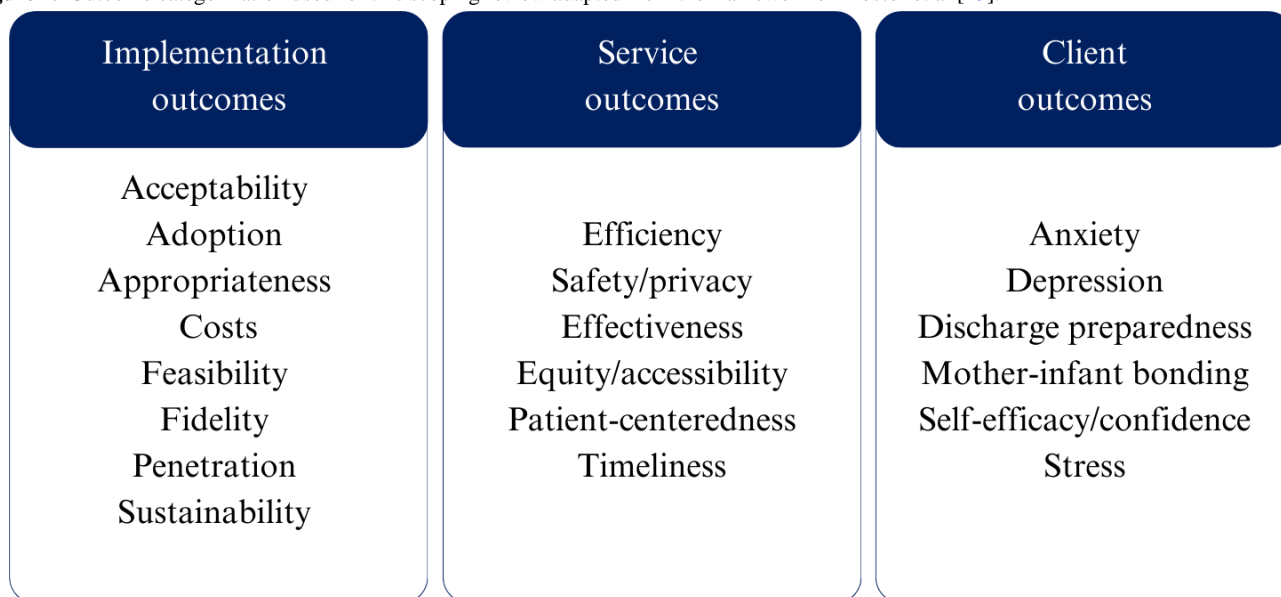 Implementation
outcomes
Acceptability
Adoption
Appropriateness
Costs
Feasibility
Fidelity
Penetration
Sustainability
Service
outcomes
Efficiency
Safety/privacy
Effectiveness
Equity/accessibility
Patient-centeredness
Timeliness
Client
outcomes
Anxiety
Depression
Discharge preparedness
Mother-infant bonding
Self-efficacy/confidence
Stress